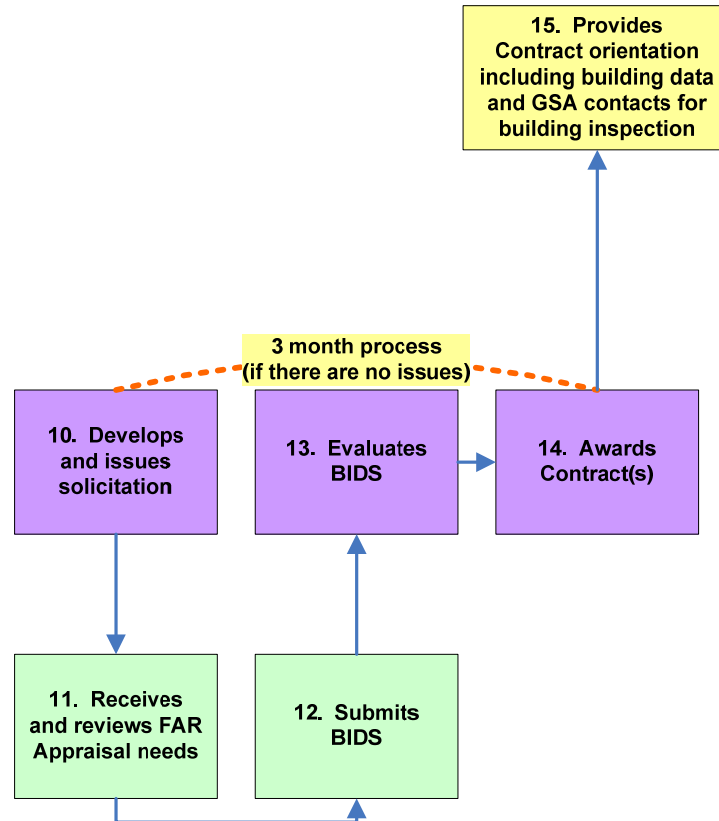 15.  Provides
Contract orientation
including building data
and GSA contacts for
building inspection
3 month process
(if there are no issues)
10.  Develops
and issues
solicitation
13.  Evaluates
BIDS
14.  Awards
Contract(s)
11.  Receives
and reviews FAR
Appraisal needs
12.  Submits
BIDS